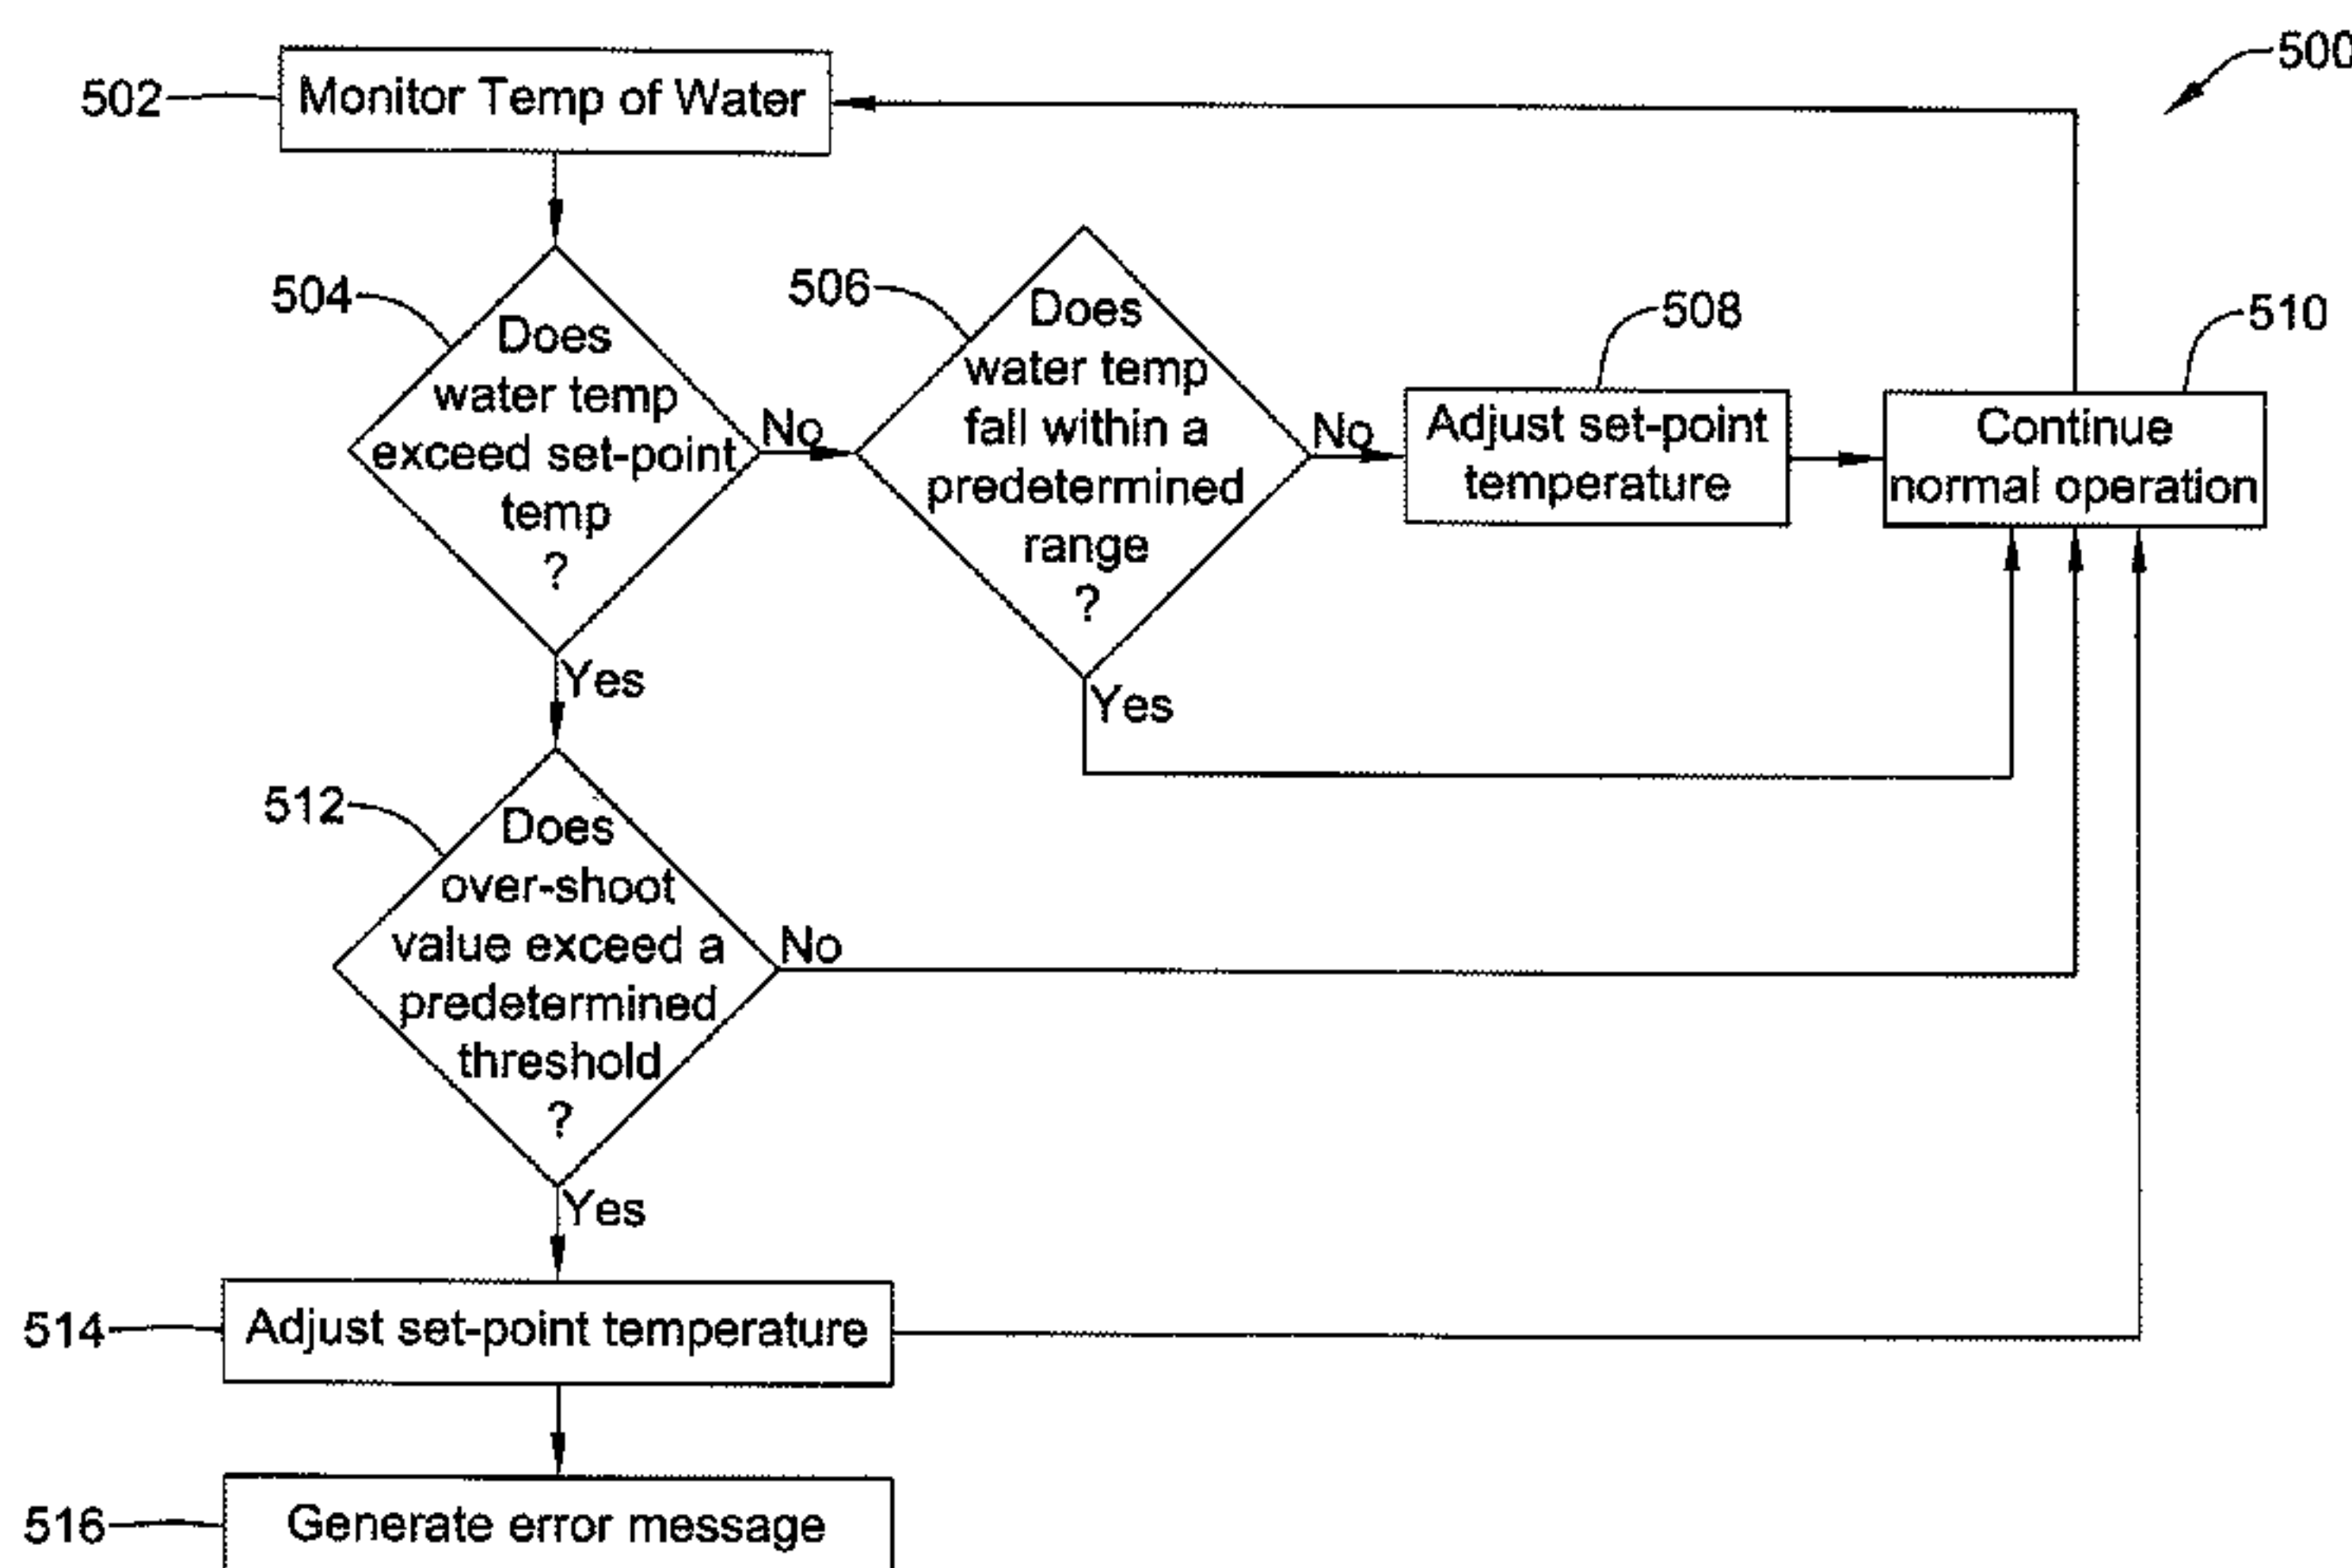 500
502
Monitor Temp of Water
504
Does
water temp
exceed set-point
temp
?
No
Yes
506
Does
water temp
fall within a
predetermined
range
?
No
Yes
508
Adjust set-point
temperature
510
Continue
normal operation
512
Does
over-shoot
value exceed a
predetermined
threshold
?
No
Yes
514
Adjust set-point temperature
516
Generate error message